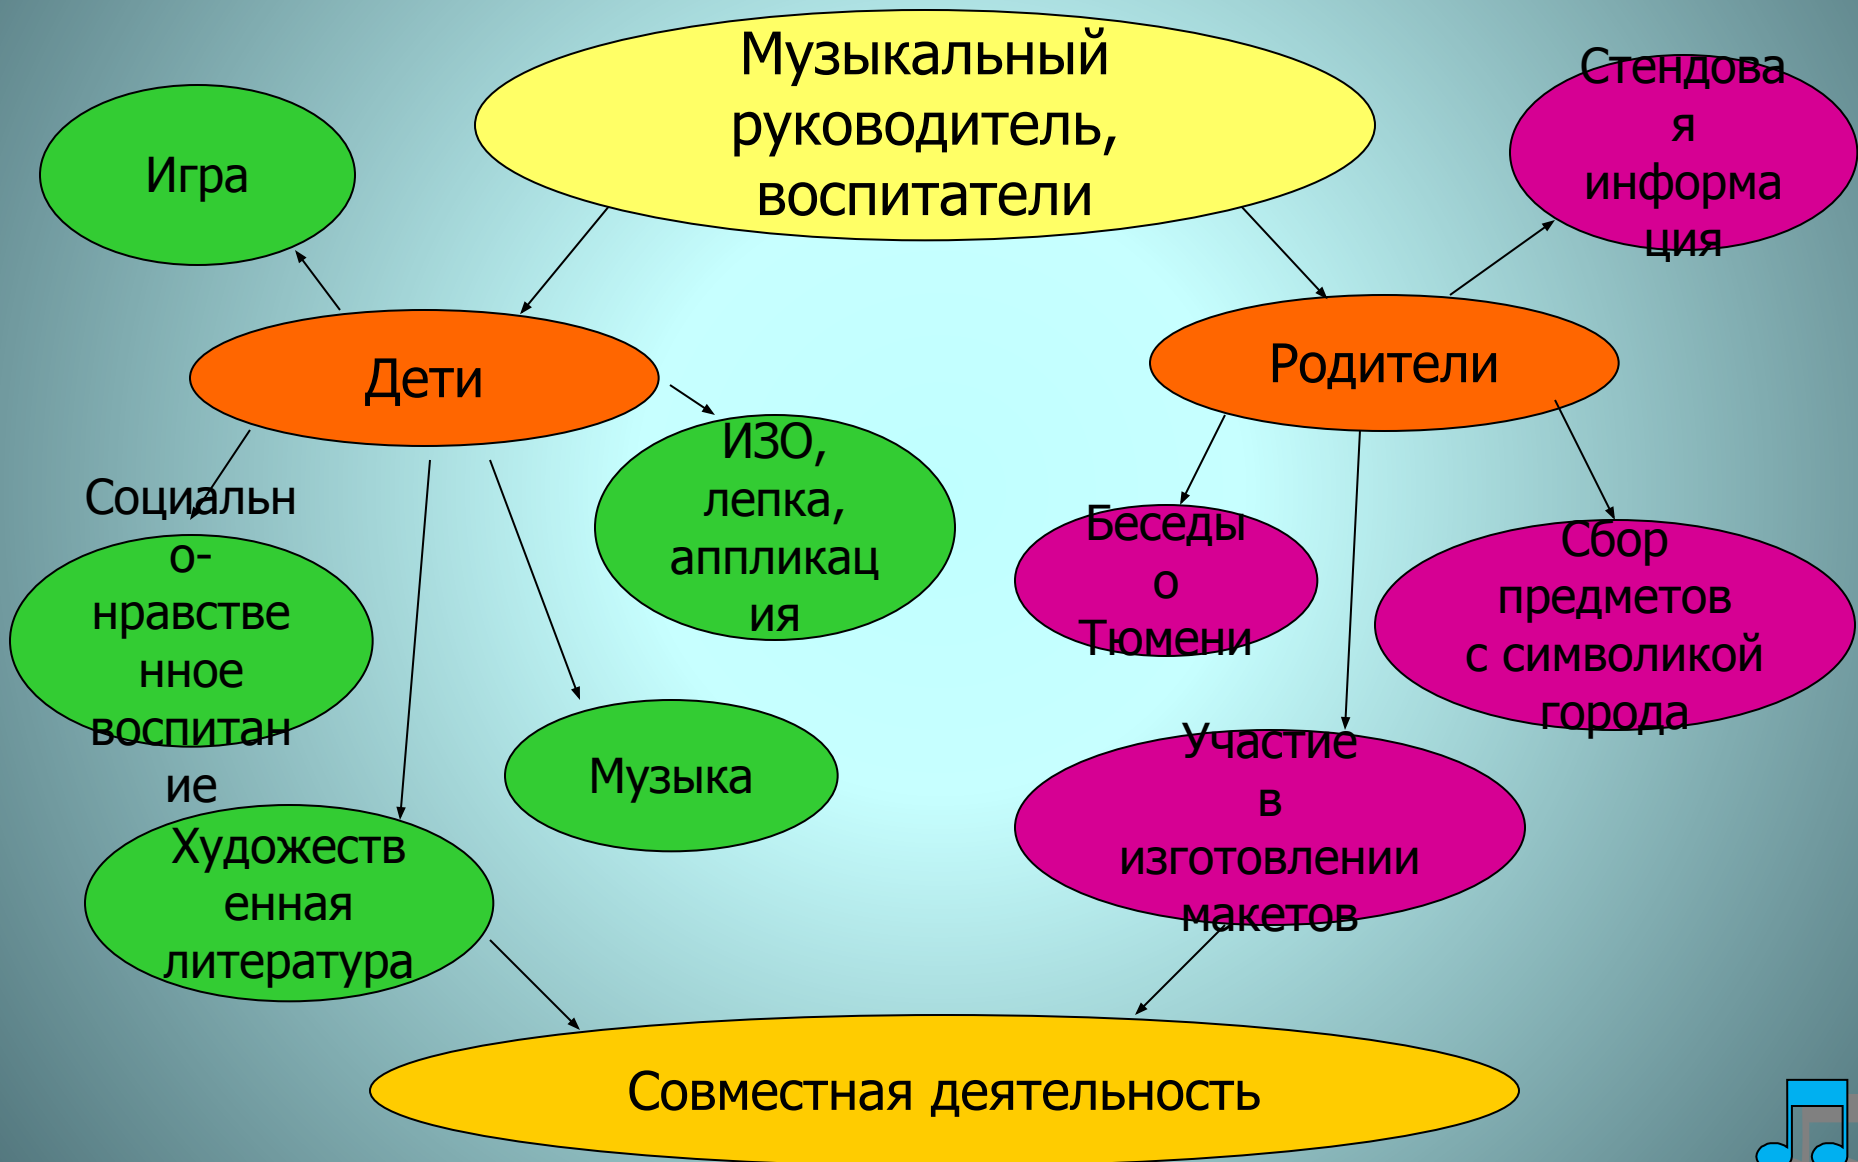 Музыкальный
руководитель,
воспитатели
Стендова
я
информа
ция
Игра
Дети
Родители
ИЗО,
лепка,
аппликац
ия
Социальн
о-
нравстве
нное
воспитан
ие
Беседы
о
Тюмени
Сбор
предметов
с символикой
города
Музыка
Участие
в
изготовлении
макетов
Художеств
енная
литература
Совместная деятельность